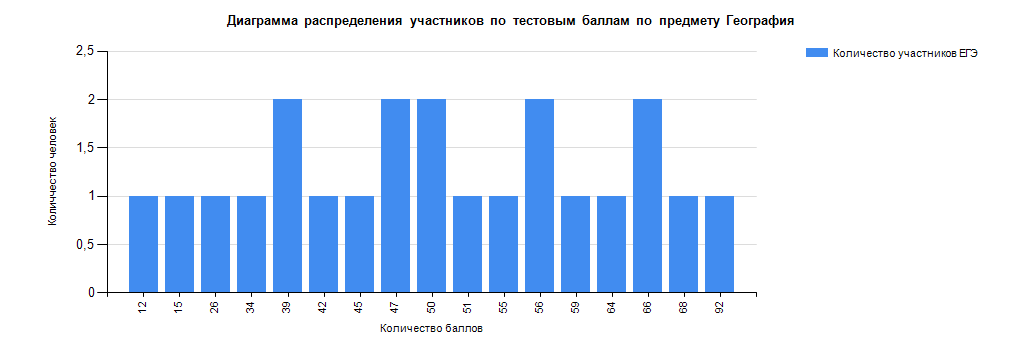 Диаграмма распределения участников по тестовым баллам по предмету География
Количество участников ЕГЭ
Количчество человек
2,5
2
1,5
1
0,5
0
12 15 26 34 39 42 45 47 50 51 55 56 59 64 66 68 92
Количество баллов